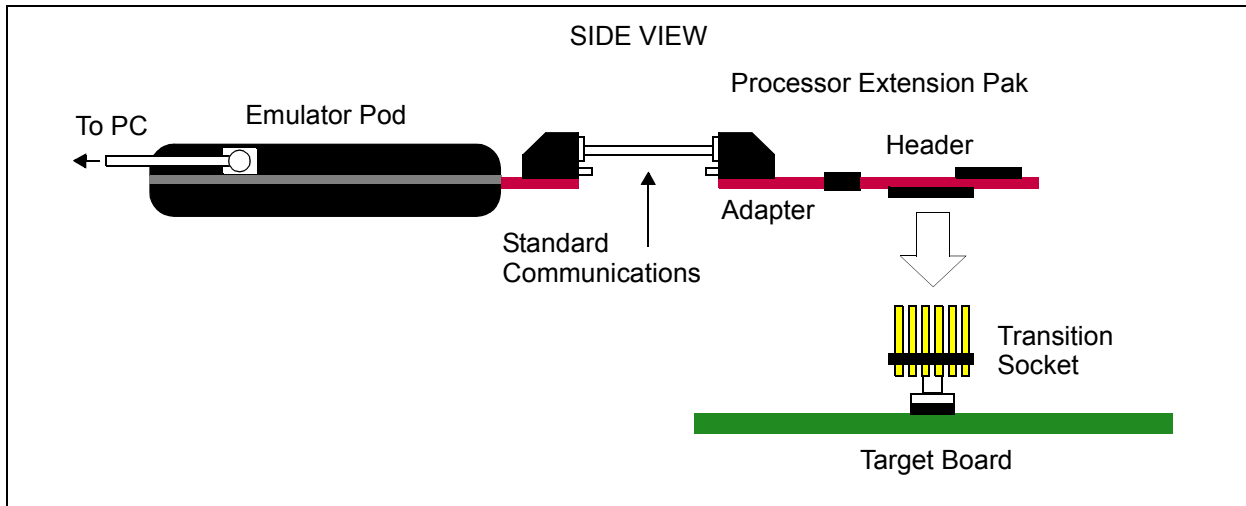 SIDE VIEW
Processor Extension Pak
Emulator Pod
To PC
Header
Adapter
Standard
Communications
Transition
Socket
Target Board